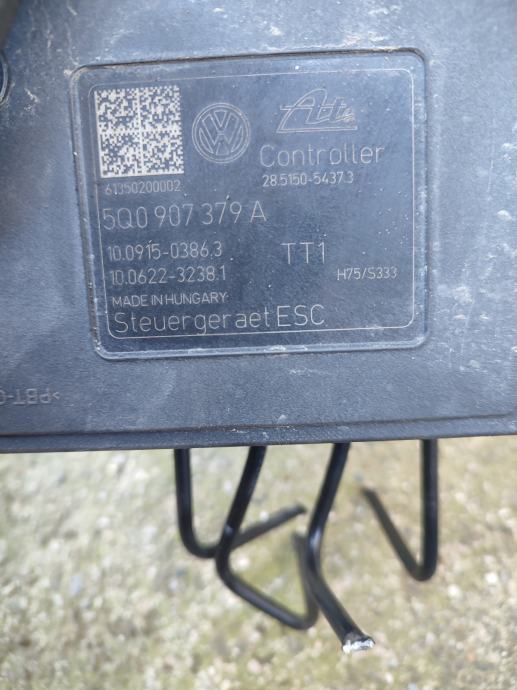 Ate
Controller
61350200002
28.5150-5437.3
5Q0 907 379 A
10.0915-0386.3
TT1
10.0622-3238.1
H75/S333
MADE IN HUNGARY
Steuergeraet ESC
>PBT-